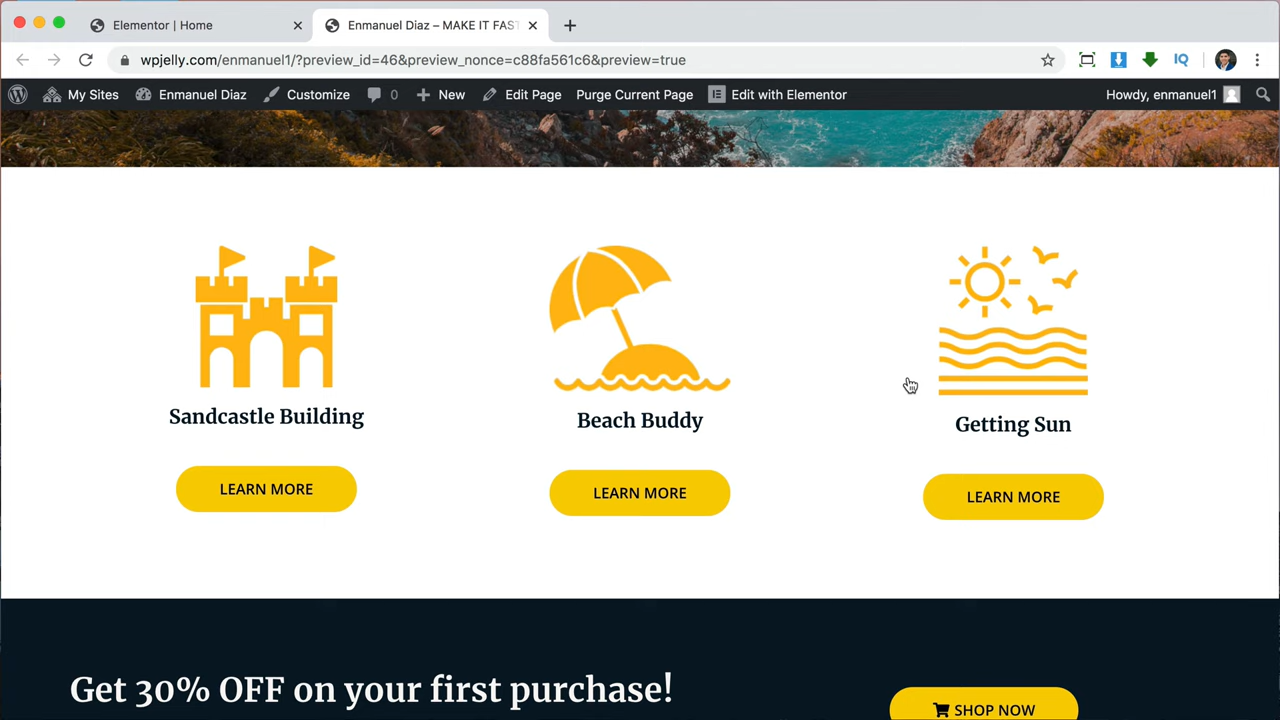 Elementor | Home
Enmanuel Diaz – MAKE IT FAST
wpjelly.com/enmanuel1/?preview_id=46&preview_nonce=c88fa561c6&preview=true
IQ
My Sites Enmanuel Diaz Customize 0 New Edit Page Purge Current Page Edit with Elementor Howdy, enmanuel1
Sandcastle Building
Beach Buddy
Getting Sun
LEARN MORE
LEARN MORE
LEARN MORE
Get 30% OFF on your first purchase!
SHOP NOW